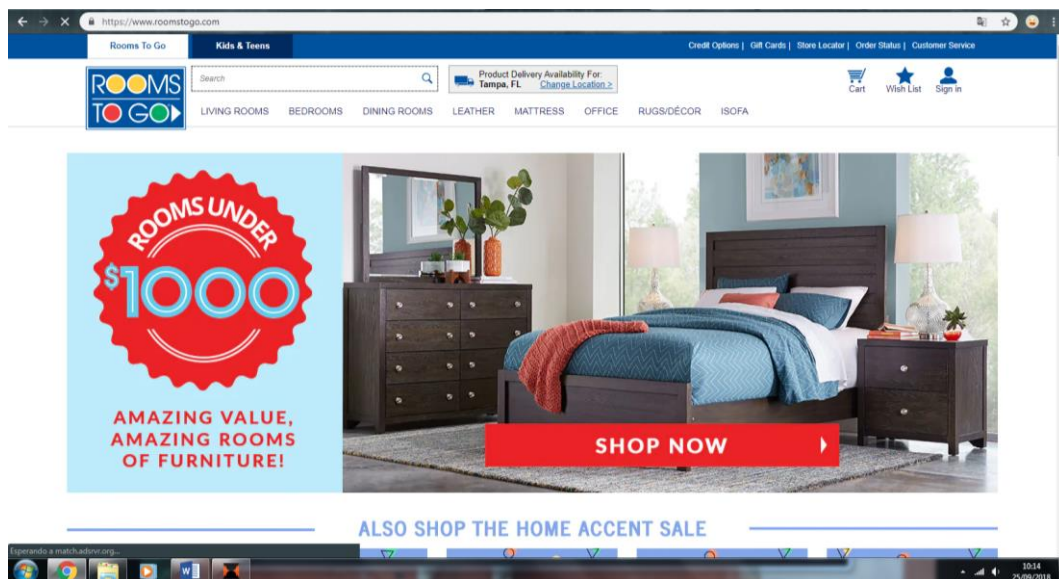 https://www.roomstogo.com
Rooms To Go
Kids & Teens
Credit Options | Gift Cards | Store Locator | Order Status | Customer Service
ROOMS
TO GO
Search
Product Delivery Availability For:
Tampa, FL Change Location >
Cart
Wish List
Sign in
LIVING ROOMS
BEDROOMS
DINING ROOMS
LEATHER
MATTRESS
OFFICE
RUGS/DÉCOR
ISOFA
ROOMS UNDER
$1000
AMAZING VALUE,
AMAZING ROOMS
OF FURNITURE!
SHOP NOW
ALSO SHOP THE HOME ACCENT SALE
Esperando a match.adsrvr.org...
10:14
25/09/2018